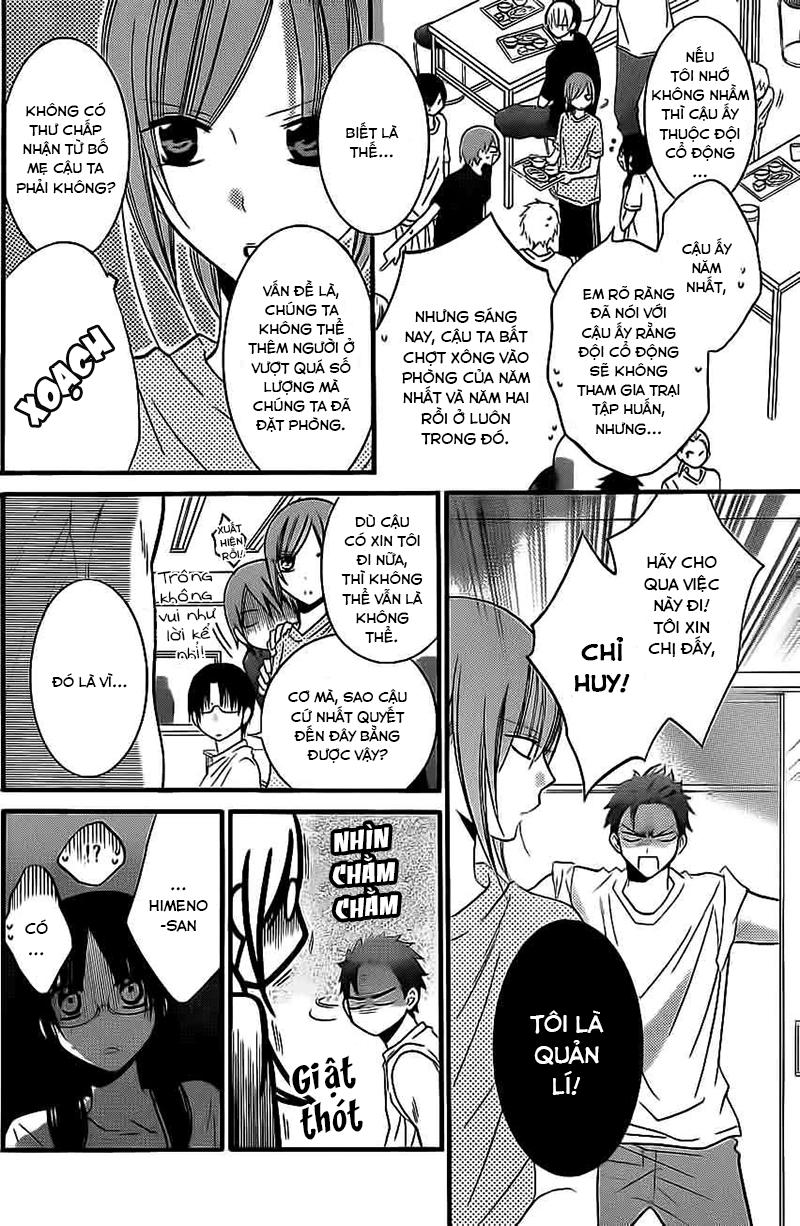 NẾU
TÔI NHỚ
KHÔNG NHẦM
THÌ CẬU ẤY
THUỘC ĐỘI
CỔ ĐỘNG
...
CẬU ẤY
NĂM
NHẤT,
EM RÕ RÀNG
ĐÃ NÓI VỚI
CẬU ẤY RẰNG
ĐỘI CỔ ĐỘNG
SẼ KHÔNG
THAM GIA TRẠI
TẬP HUẤN,
NHƯNG...
NHƯNG SÁNG
NAY, CẬU TA BẤT
CHỢT XÔNG VÀO
PHÒNG CỦA NĂM
NHẤT VÀ NĂM HAI
RỒI Ở LUÔN
TRONG ĐÓ.
BIẾT LÀ
THẾ...
VẤN ĐỀ LÀ,
CHÚNG TA
KHÔNG THỂ
THÊM NGƯỜI Ở
VƯỢT QUÁ SỐ
LƯỢNG MÀ
CHÚNG TA ĐÃ
ĐẶT PHÒNG.
KHÔNG CÓ
THƯ CHẤP
NHẬN TỪ BỐ
MẸ CẬU TA
PHẢI KHÔNG?
XOẠCH
HÃY CHO
QUA VIỆC
NÀY ĐI!
TÔI XIN
CHỊ ĐẤY,
CHỈ
HUY!
TÔI LÀ
QUẢN
LÍ!
DÙ CẬU
CÓ XIN TÔI
ĐI NỮA,
THÌ KHÔNG
THỂ VẪN LÀ
KHÔNG
THỂ.
XUẤT
HIỆN
RỒI!
Trông
không
vui như
lời kể
nhỉ!
CƠ MÀ, SAO CẬU
CỨ NHẤT QUYẾT
ĐẾN ĐÂY BẰNG
ĐƯỢC VẬY?
ĐÓ LÀ VÌ...
NHÌN
CHẰM
CHẰM
Giật
thót
...
HIMENO
-SAN
!?
CÓ
...